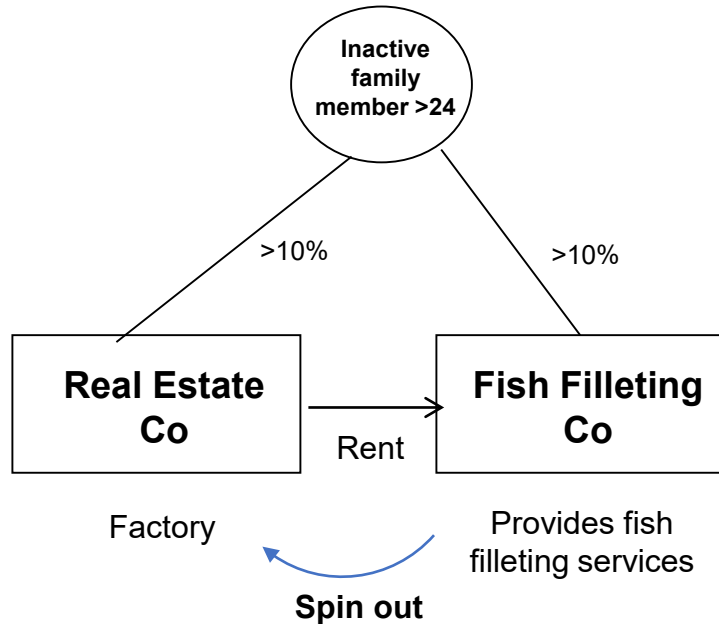 Inactive
family
member >24
>10%
>10%
Real Estate
Co
Fish Filleting
Co
Rent
Factory
Provides fish
filleting services
Spin out